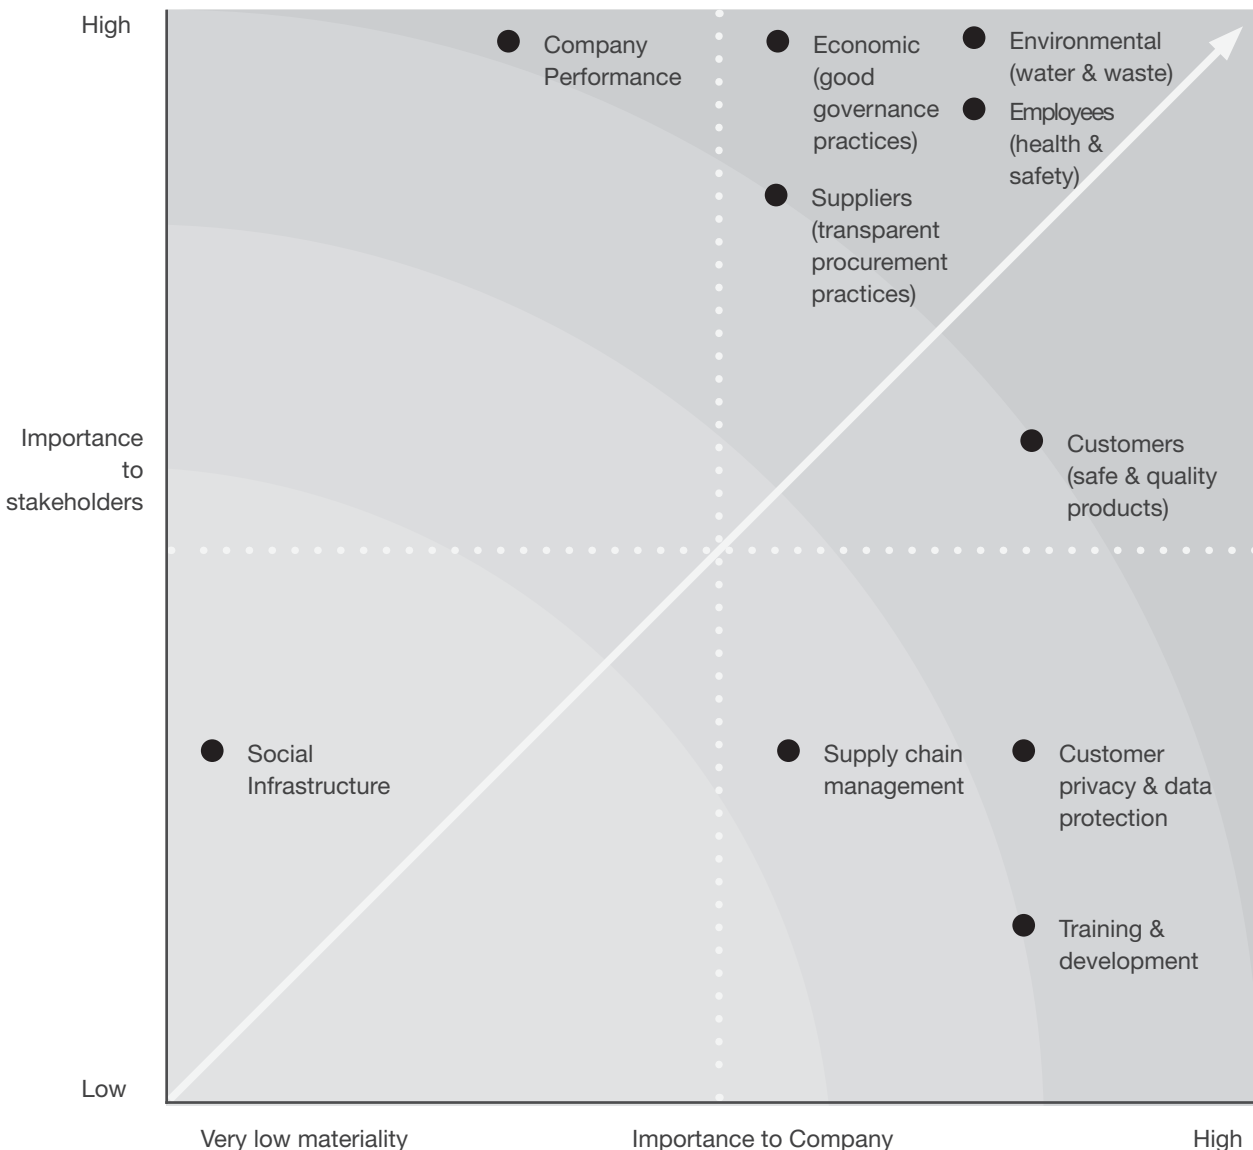 High
Company
Performance
Economic
(good
governance
practices)
Environmental
(water & waste)
Employees
(health &
safety)
Suppliers
(transparent
procurement
practices)
Importance
to
stakeholders
Customers
(safe & quality
products)
Social
Infrastructure
Supply chain
management
Customer
privacy & data
protection
Training &
development
Low
Very low materiality
Importance to Company
High